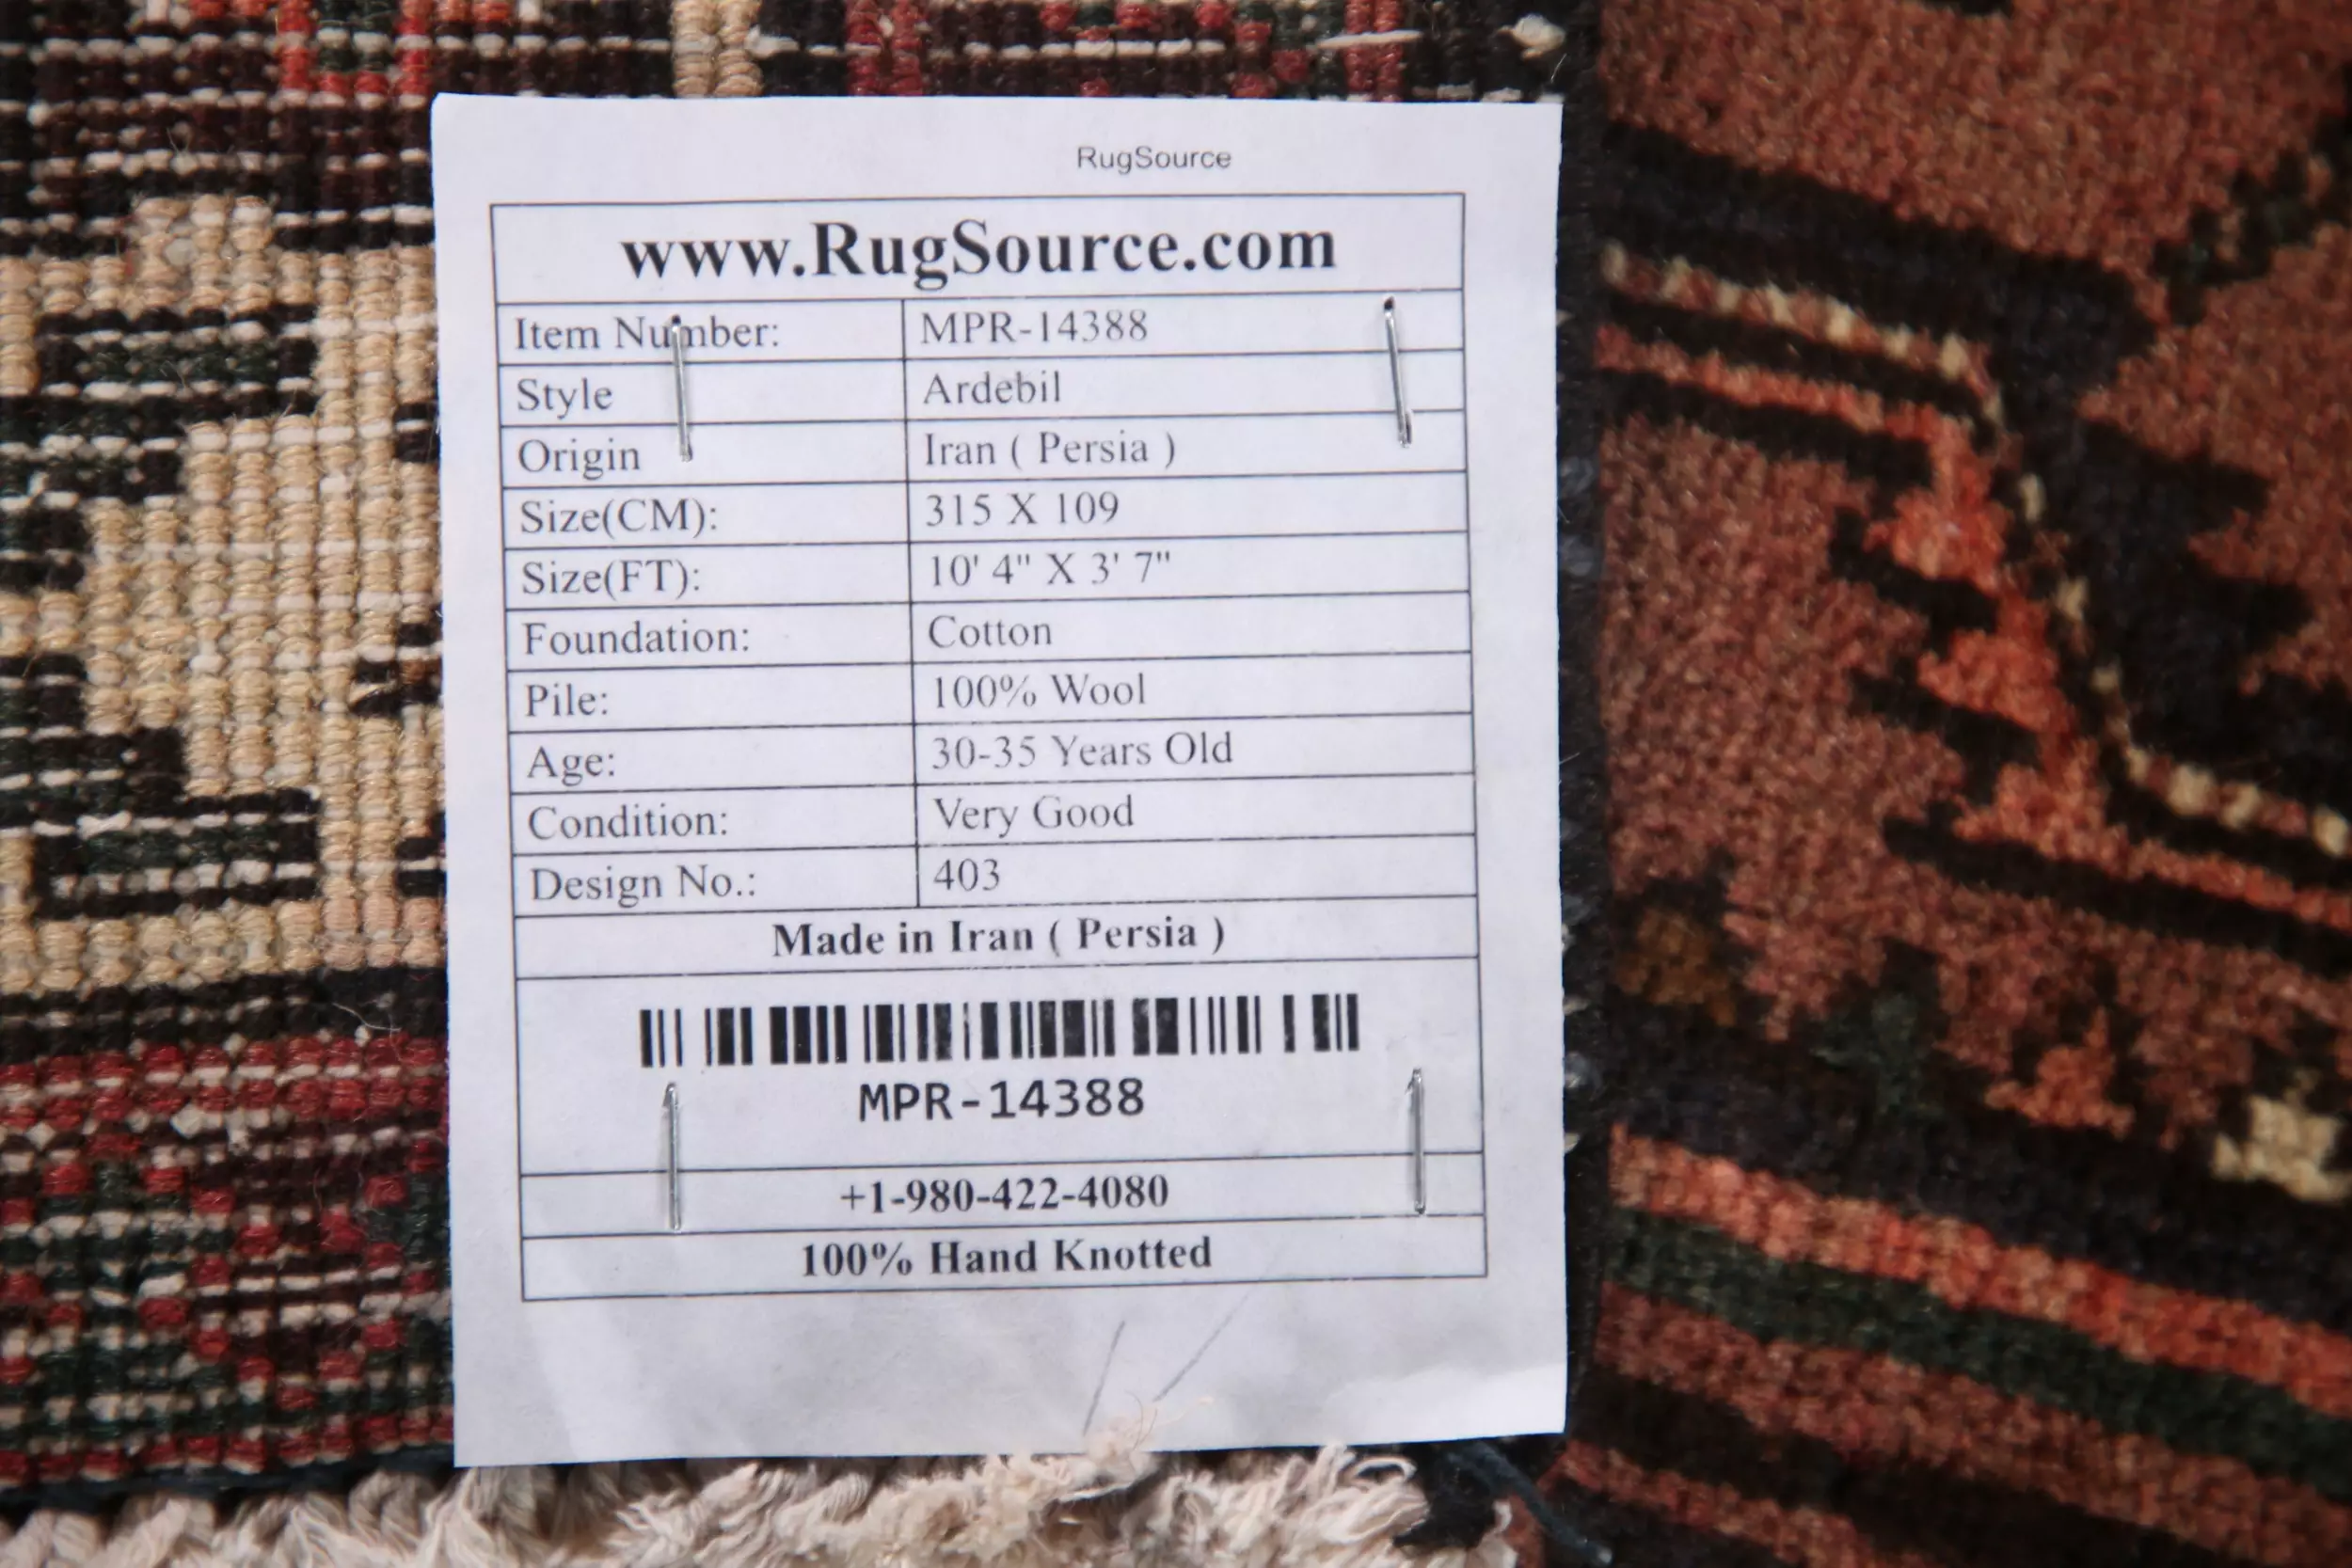 RugSource
www.RugSource.com
Item Number: MPR-14388
Style Ardebil
Origin Iran ( Persia )
Size(CM): 315 X 109
Size(FT): 10' 4" X 3' 7"
Foundation: Cotton
Pile: 100% Wool
Age: 30-35 Years Old
Condition: Very Good
Design No.: 403
Made in Iran ( Persia )
MPR-14388
+1-980-422-4080
100% Hand Knotted